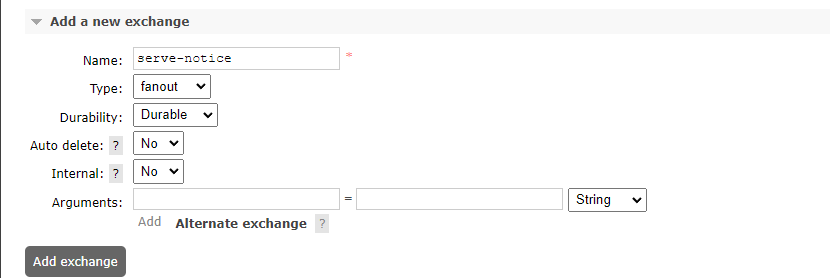 Add a new exchange
Name: serve-notice *
Type: fanout
Durability: Durable
Auto delete: ? No
Internal: ? No
Arguments: = String
Add Alternate exchange ?
Add exchange